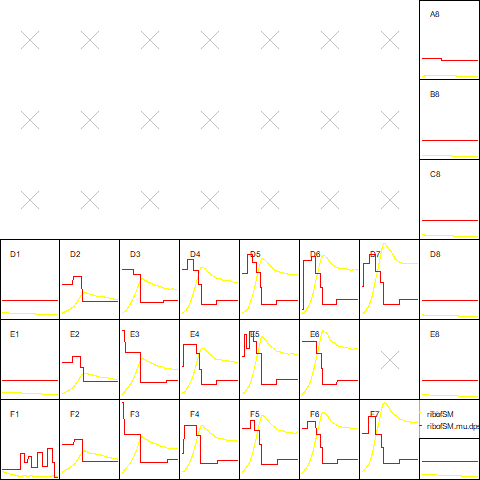 A8
B8
C8
D1 D2 D3 D4 D5 D6 D7 D8
E1 E2 E3 E4 E5 E6 E8
F1 F2 F3 F4 F5 F6 F7
ribofSM
ribofSM.mu.dps